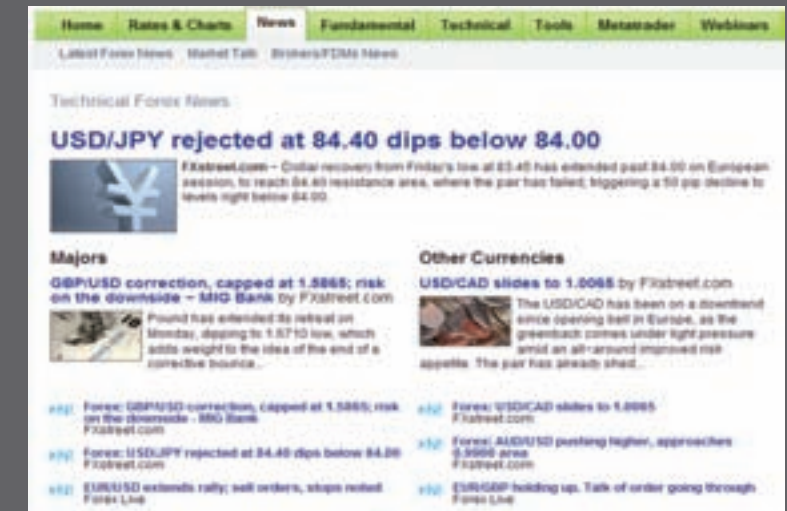 Home Rates & Charts News Fundamental Technical Tools Metatrader Webinars
Latest Forex News Market Talk Brokers/FDMs News
Technical Forex News
USD/JPY rejected at 84.40 dips below 84.00
FXstreet.com – Dollar recovery from Friday's low at 83.40 has extended past 84.00 on European
session, to reach 84.40 resistance area, where the pair has failed, triggering a 50 pip decline to
levels right below 84.00.
Majors
GBP/USD correction, capped at 1.5865; risk
on the downside – MIG Bank by FXstreet.com
Pound has extended its retreat on
Monday, dipping to 1.5710 low, which
adds weight to the idea of the end of a
corrective bounce...
Forex: GBP/USD correction, capped at 1.5865; risk
on the downside - MIG Bank
FXstreet.com
Forex: USD/JPY rejected at 84.40 dips below 84.00
FXstreet.com
EUR/USD extends rally; sell orders, stops noted
Forex Live
Other Currencies
USD/CAD slides to 1.0065 by FXstreet.com
The USD/CAD has been on a downtrend
since opening bell in Europe, as the
greenback comes under light pressure
amid an all-around improved risk
appetite. The pair has already shed...
Forex: USD/CAD slides to 1.0065
FXstreet.com
Forex: AUD/USD pushing higher, approaches
0.9900 area
FXstreet.com
EUR/GBP holding up. Talk of order going through
Forex Live